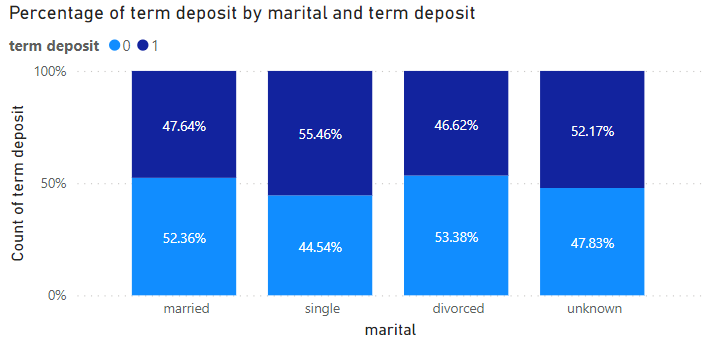 Percentage of term deposit by marital and term deposit
term deposit 0 1
Count of term deposit
100%
50%
0%
47.64% 55.46% 46.62% 52.17%
52.36% 44.54% 53.38% 47.83%
married single divorced unknown
marital